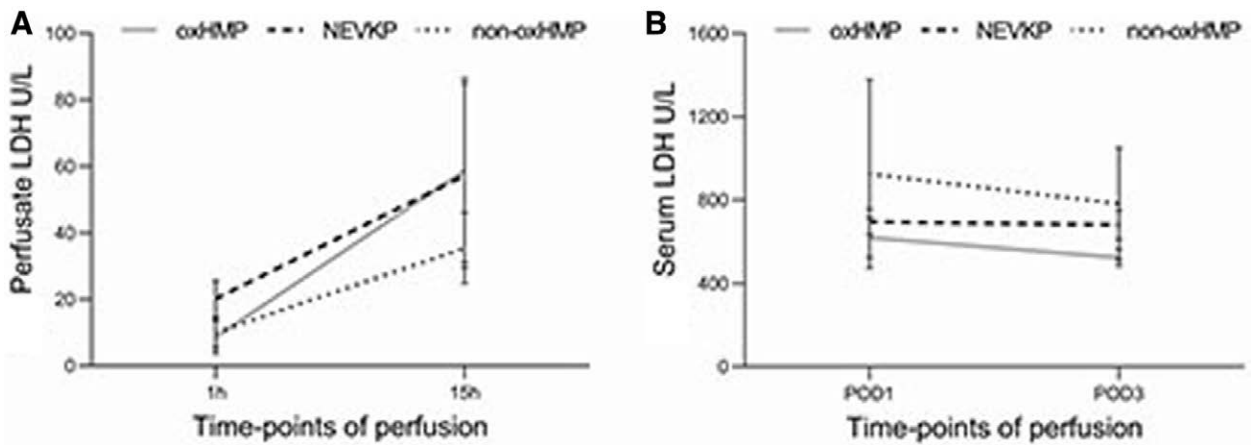 A
oxHMP NEVKP non-oxHMP
Perfusate LDH U/L
100
80
60
40
20
0
1h 15h
Time-points of perfusion
B
oxHMP NEVKP non-oxHMP
Serum LDH U/L
1600
1200
800
400
0
POD1 POD3
Time-points of perfusion